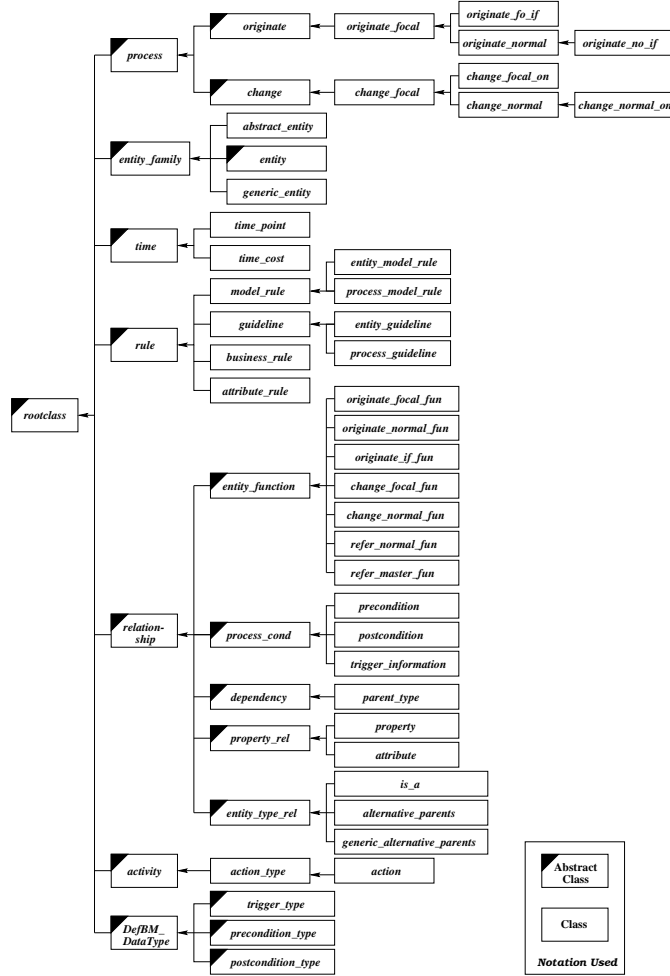 originate_fo_if
originate
originate_focal
originate_normal
originate_no_if
process
change_focal_on
change
change_focal
change_normal
change_normal_on
abstract_entity
entity_family
entity
generic_entity
time_point
time
time_cost
entity_model_rule
model_rule
process_model_rule
guideline
entity_guideline
rule
business_rule
process_guideline
attribute_rule
originate_focal_fun
rootclass
originate_normal_fun
originate_if_fun
entity_function
change_focal_fun
change_normal_fun
refer_normal_fun
refer_master_fun
precondition
relation-
ship
process_cond
postcondition
trigger_information
dependency
parent_type
property
property_rel
attribute
is_a
entity_type_rel
alternative_parents
generic_alternative_parents
activity
action_type
action
Abstract
Class
trigger_type
DefBM_
DataType
precondition_type
Class
postcondition_type
Notation Used